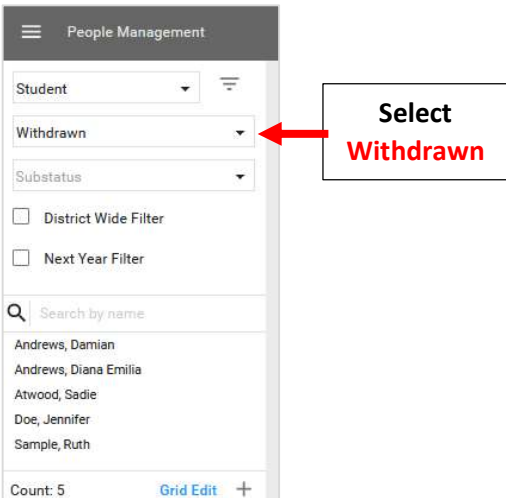 People Management
Student
Withdrawn
Substatus
District Wide Filter
Next Year Filter
Search by name
Andrews, Damian
Andrews, Diana Emilia
Atwood, Sadie
Doe, Jennifer
Sample, Ruth
Count: 5 Grid Edit +
Select
Withdrawn